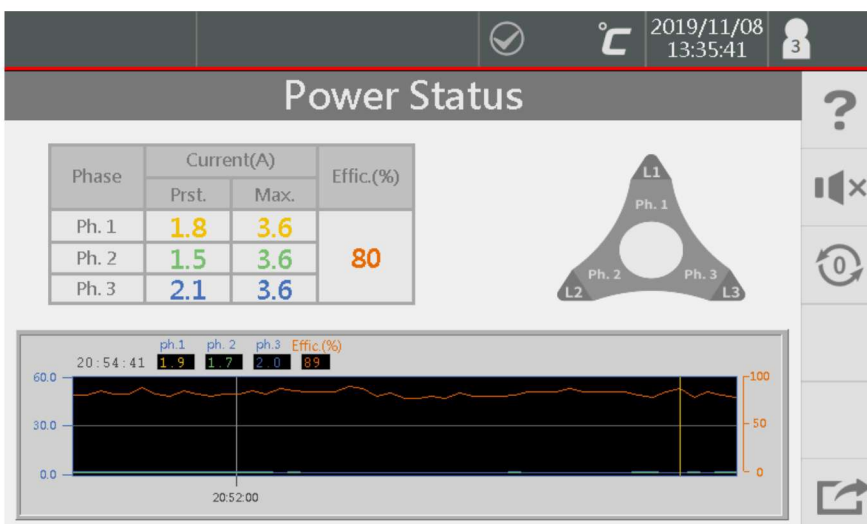 ℃
2019/11/08
13:35:41
3
Power Status
?
Phase Current(A) Effic.(%)
Prst. Max.
Ph. 1 1.8 3.6
Ph. 2 1.5 3.6 80
Ph. 3 2.1 3.6
L1
Ph. 1
Ph. 2 Ph. 3
L2 L3
0
ph.1 ph. 2 ph.3 Effic.(%)
20:54:41 1.9 1.7 2.0 89
60.0 100
30.0 50
0.0 0
20:52:00